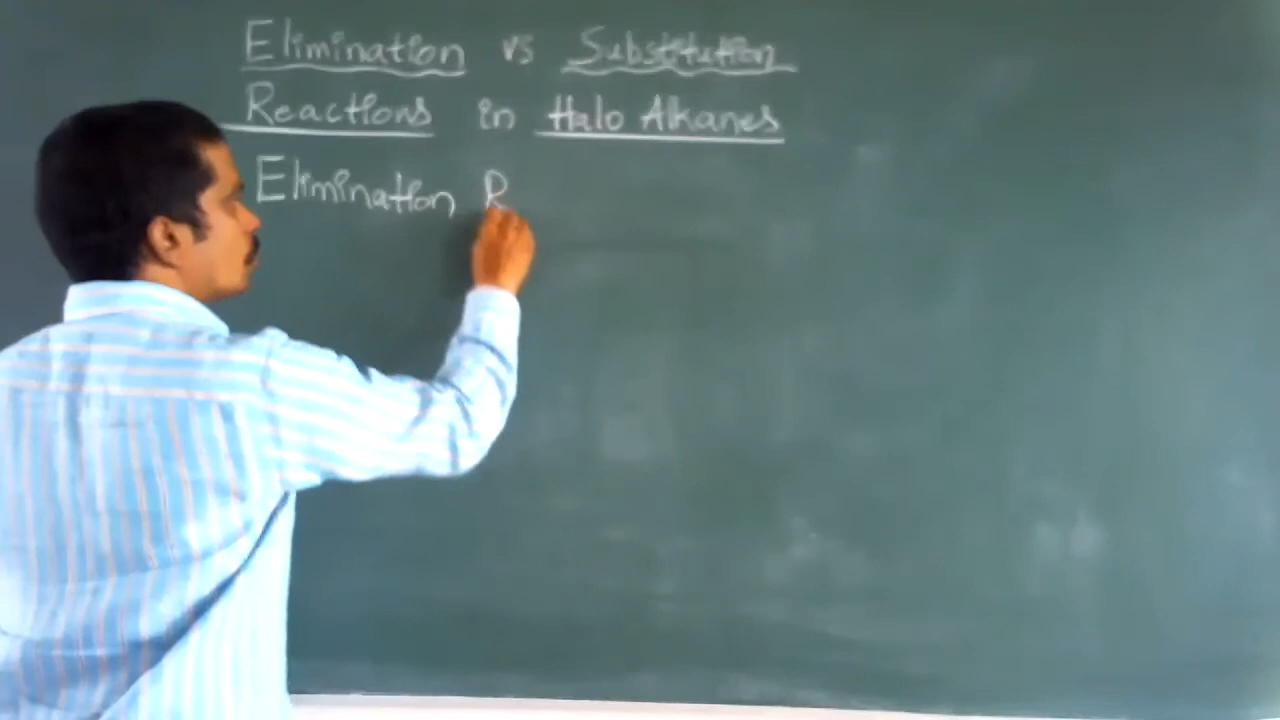 Elimination vs Substitution
Reactions in Halo Alkanes
Elimination R